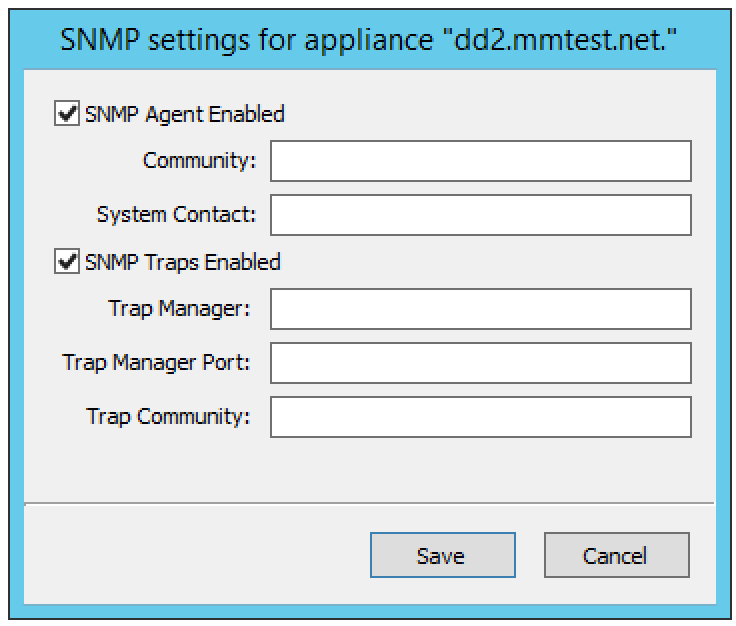 SNMP settings for appliance "dd2.mmtest.net."
SNMP Agent Enabled
Community:
System Contact:
SNMP Traps Enabled
Trap Manager:
Trap Manager Port:
Trap Community:
Save Cancel